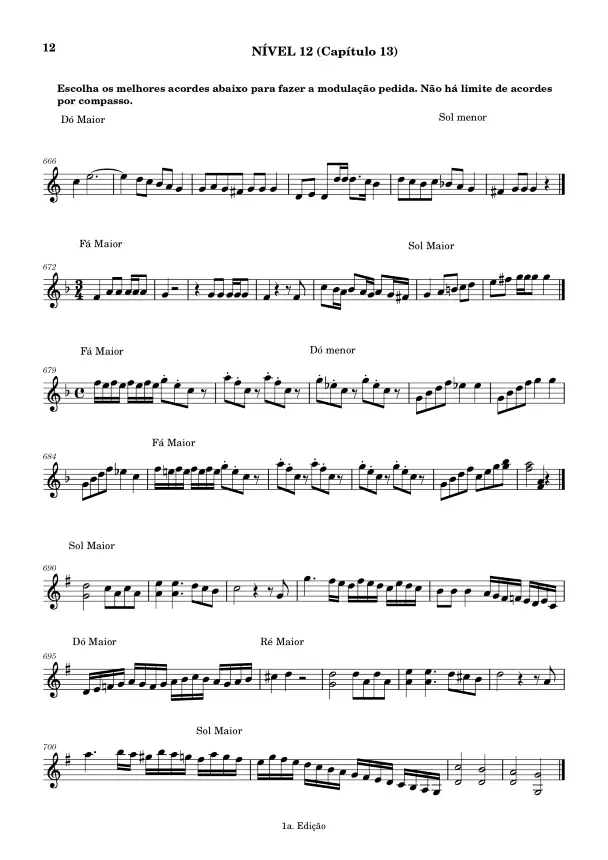 12
NÍVEL 12 (Capítulo 13)
Escolha os melhores acordes abaixo para fazer a modulação pedida. Não há limite de acordes
por compasso.
Dó Maior
Sol menor
666
Fá Maior
Sol Maior
672
3
4
Fá Maior
Dó menor
679
Fá Maior
684
Sol Maior
690
Dó Maior
Ré Maior
695
Sol Maior
700
1a. Edição